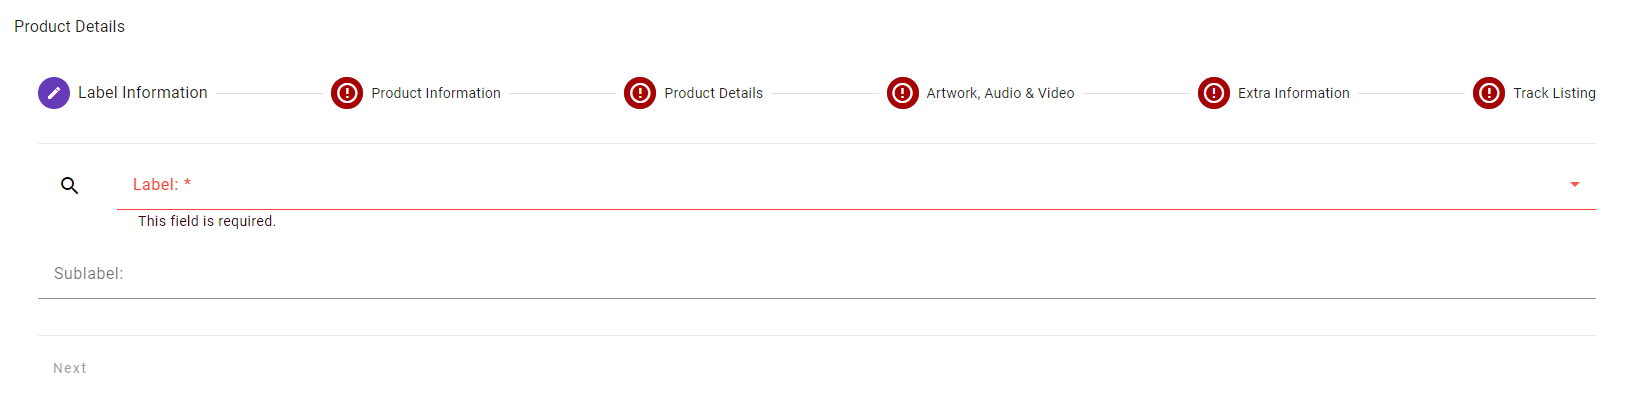 Product Details
Label Information Product Information Product Details Artwork, Audio & Video Extra Information Track Listing
Label: *
This field is required.
Sublabel:
Next